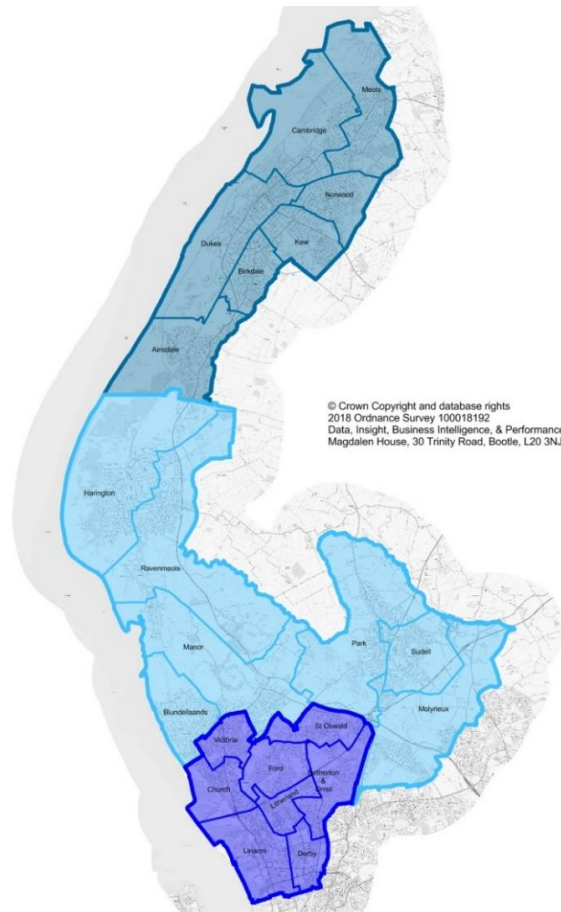 Meols
Cambridge
Norwood
Dukes
Kew
Birkdale
Ainsdale
© Crown Copyright and database rights
2018 Ordnance Survey 100018192
Data, Insight, Business Intelligence, & Performance
Magdalen House, 30 Trinity Road, Bootle, L20 3NJ
Harington
Ravenmeols
Park
Manor
Sudell
Blundellsands
Molyneux
St Oswald
Victoria
Ford
Netherton
&
Orrel
Church
Litherland
Linacre
Derby